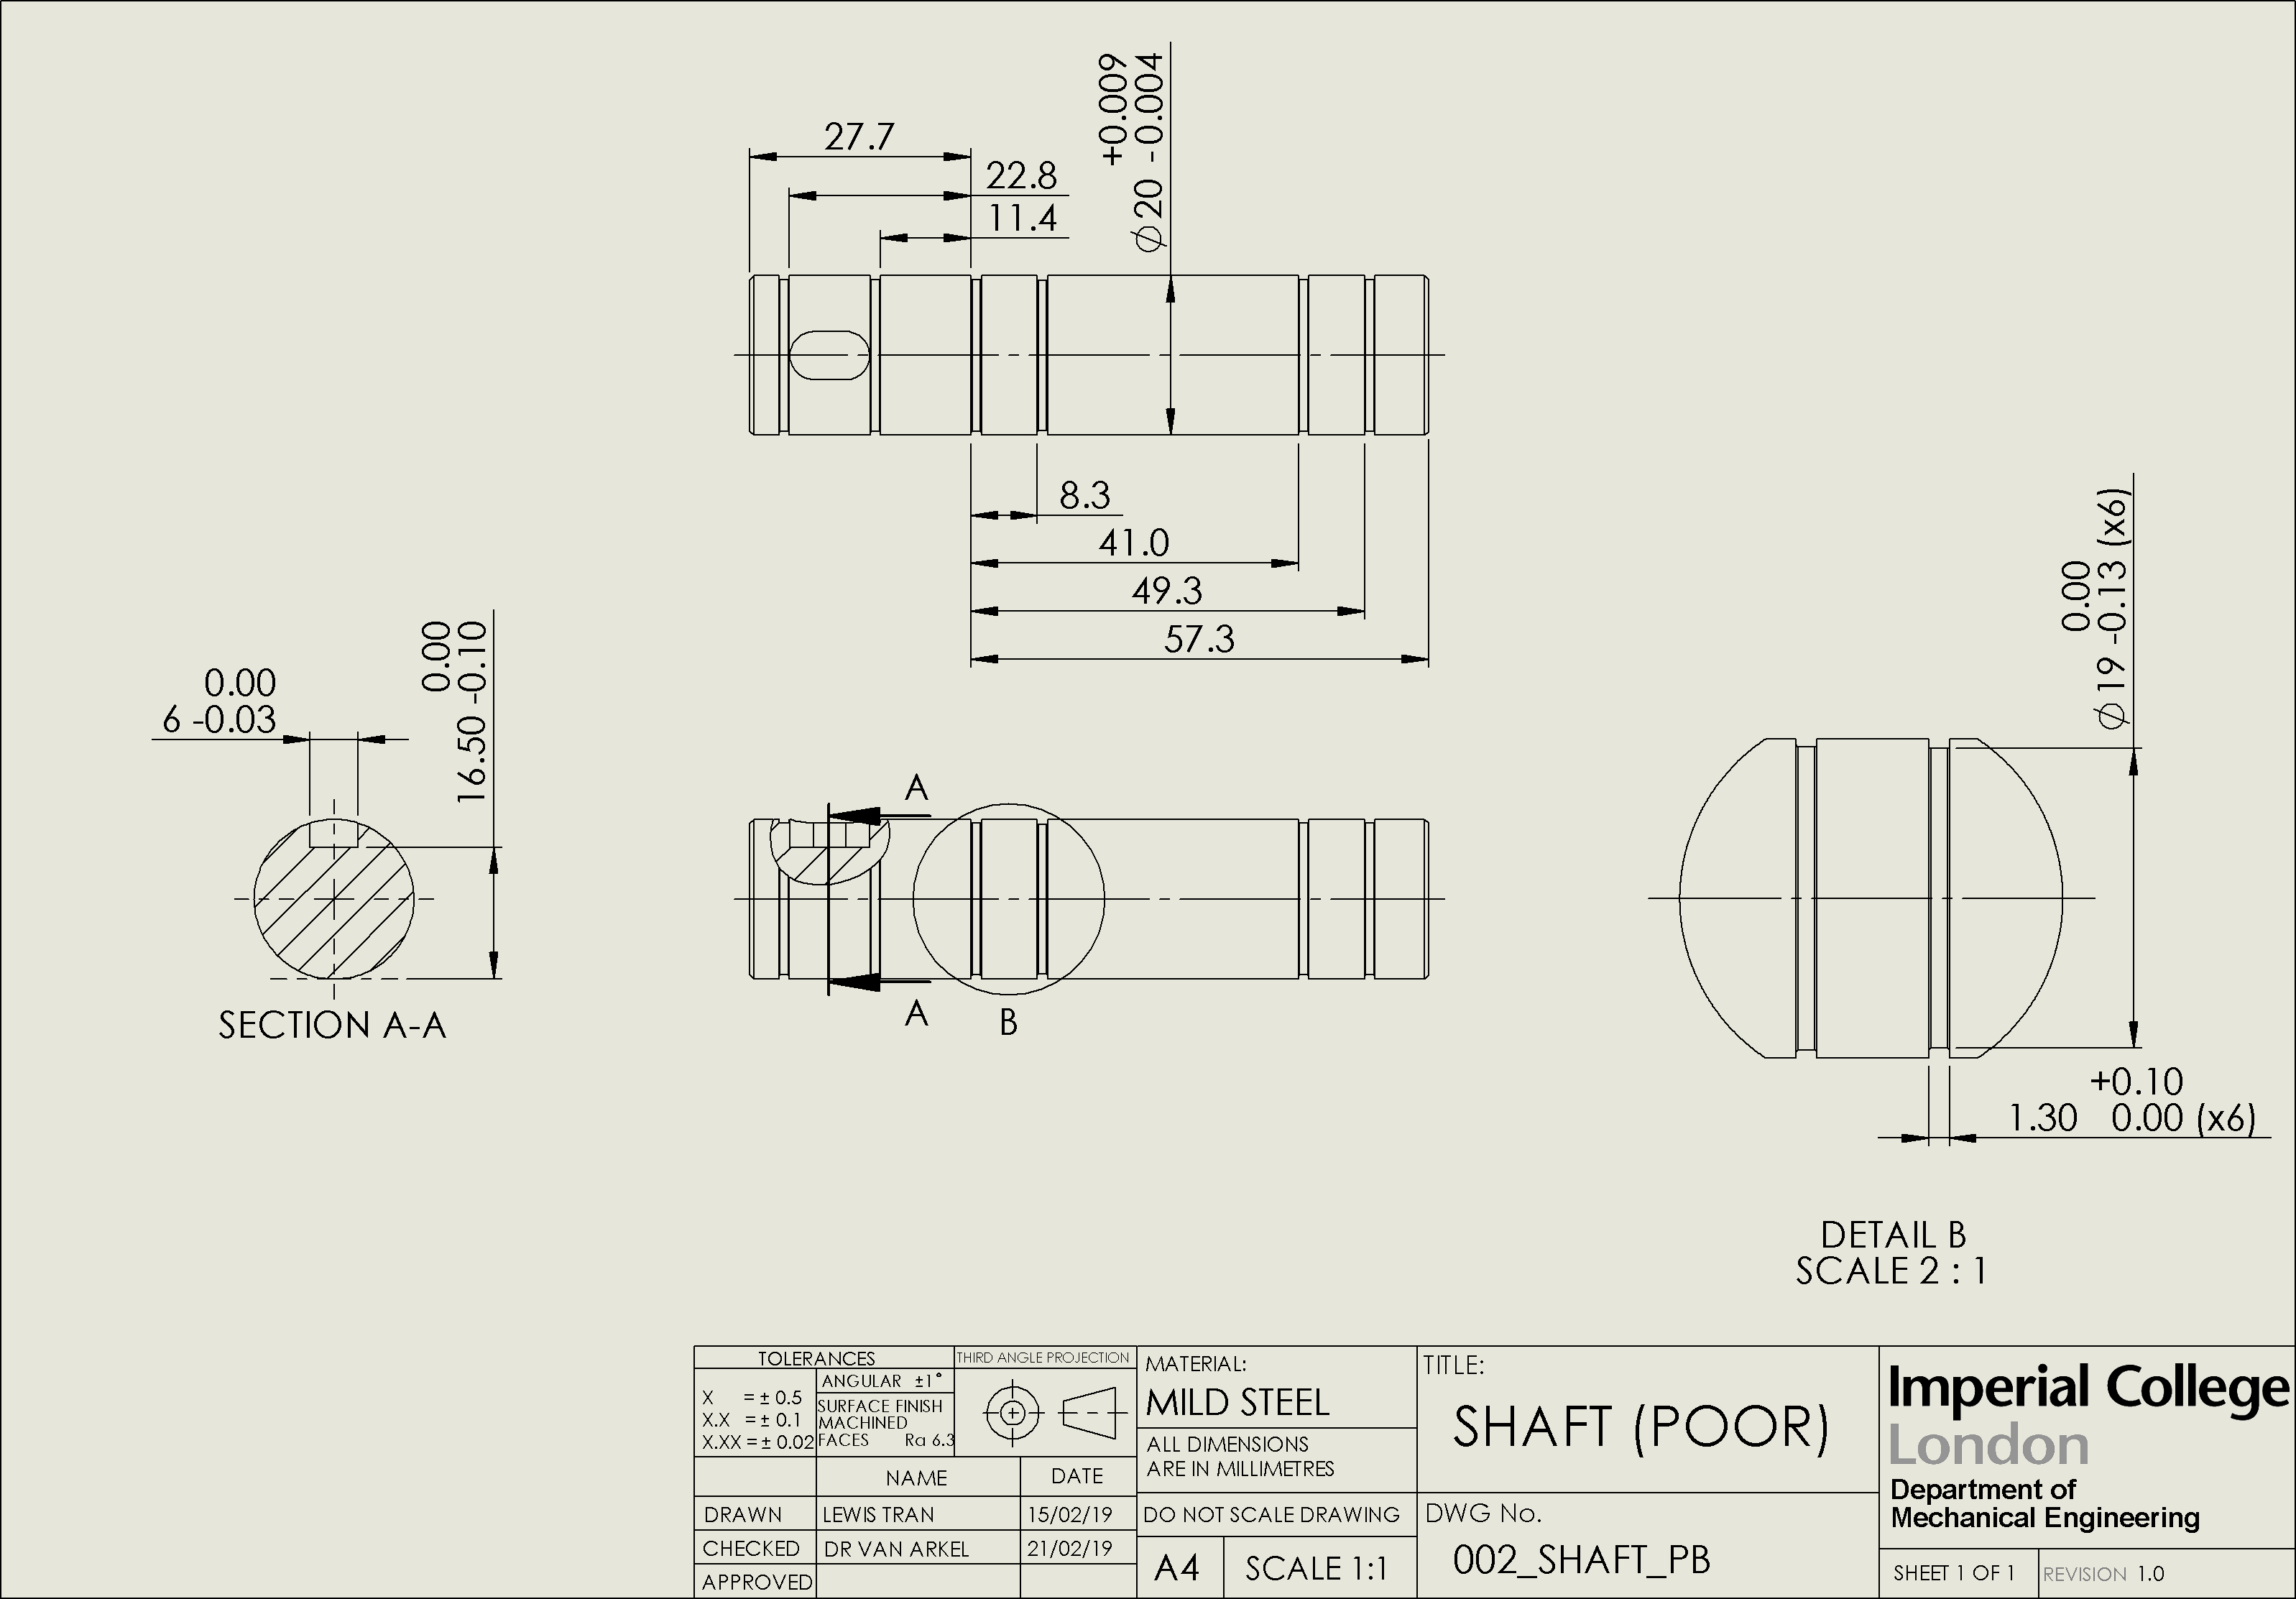 27.7
22.8
11.4
+0.009
⌀20 -0.004
8.3
41.0
49.3
57.3
0.00
6 -0.03
0.00
16.50 -0.10
SECTION A-A
A
A
B
0.00
⌀19 -0.13 (x6)
+0.10
1.30 0.00 (x6)
DETAIL B
SCALE 2 : 1
TOLERANCES
X = ± 0.5
X.X = ± 0.1
X.XX = ± 0.02
ANGULAR ±1°
SURFACE FINISH
MACHINED
FACES Ra 6.3
THIRD ANGLE PROJECTION
NAME DATE
DRAWN LEWIS TRAN 15/02/19
CHECKED DR VAN ARKEL 21/02/19
APPROVED
MATERIAL:
MILD STEEL
ALL DIMENSIONS
ARE IN MILLIMETRES
DO NOT SCALE DRAWING
A4 SCALE 1:1
TITLE:
SHAFT (POOR)
DWG No.
002_SHAFT_PB
Imperial College
London
Department of
Mechanical Engineering
SHEET 1 OF 1 REVISION 1.0